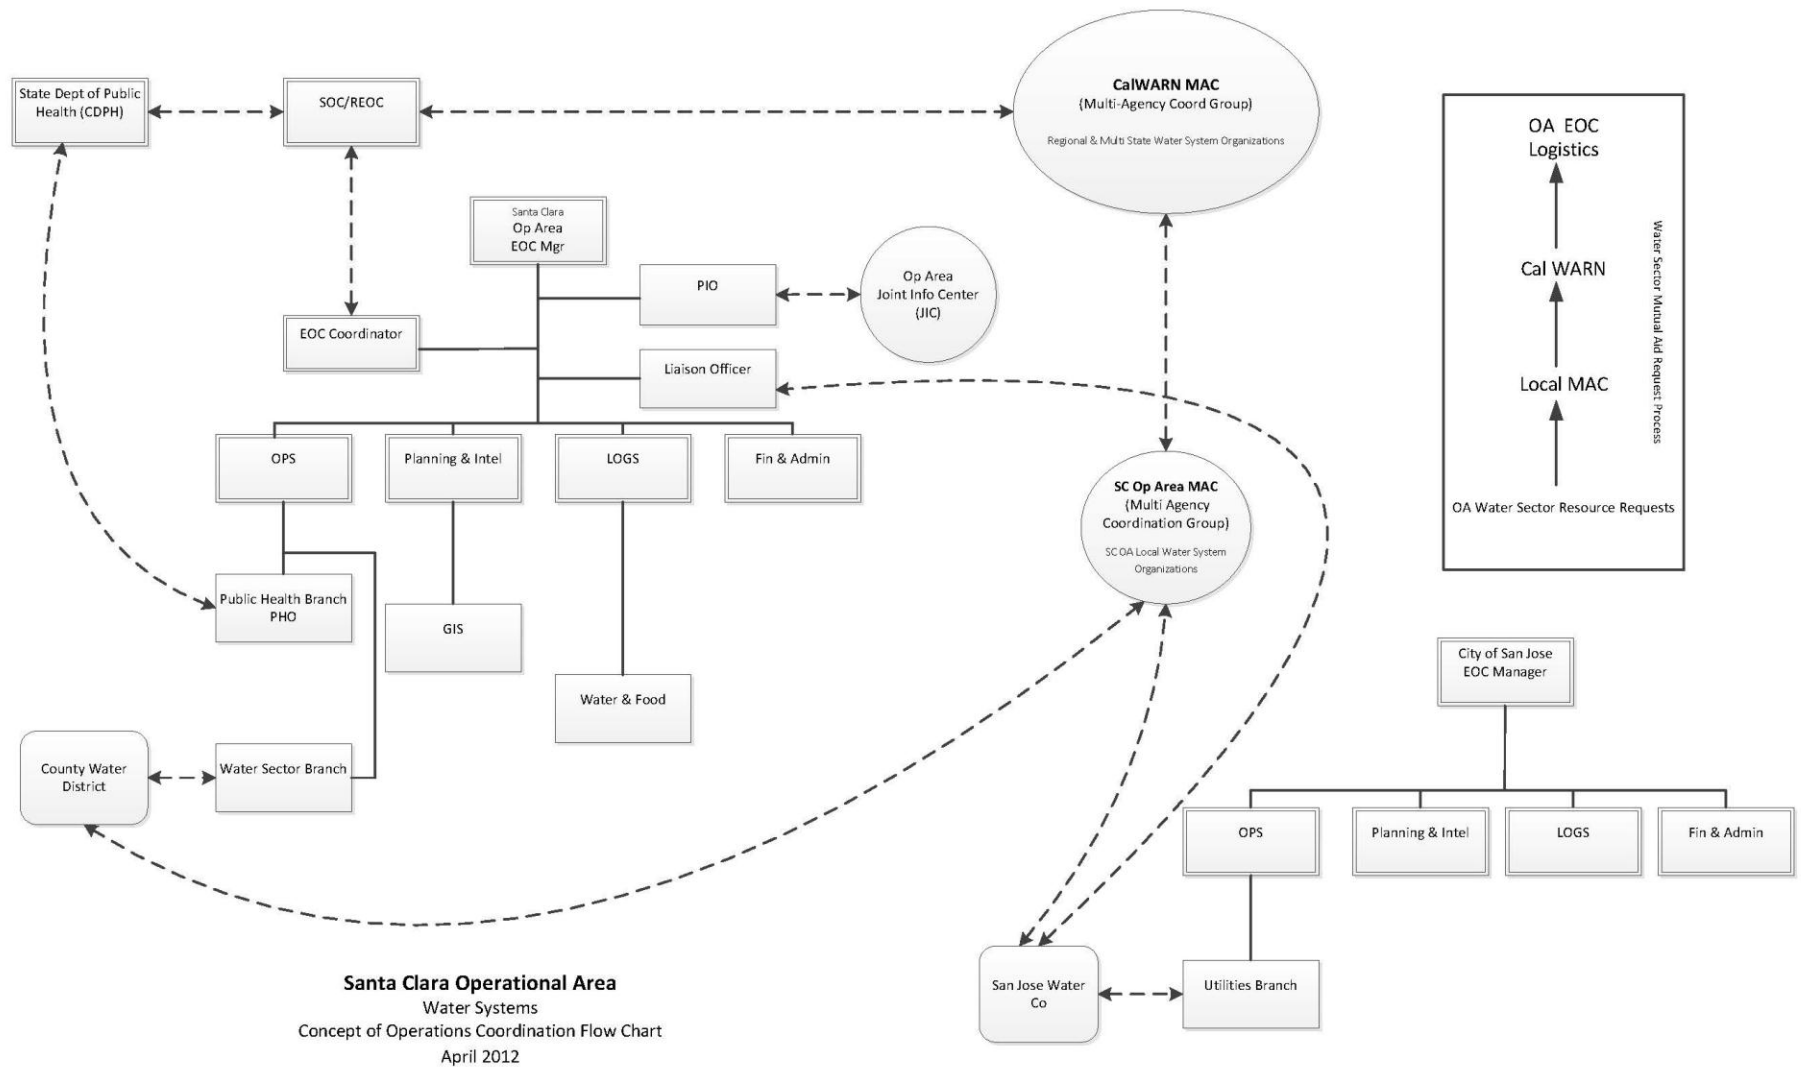 State Dept of Public
Health (CDPH)
SOC/REOC
CalWARN MAC
(Multi-Agency Coord Group)
Regional & Multi State Water System Organizations
OA EOC
Logistics
Cal WARN
Local MAC
OA Water Sector Resource Requests
Water Sector Mutual Aid Request Process
Santa Clara
Op Area
EOC Mgr
PIO
Op Area
Joint Info Center
(JIC)
EOC Coordinator
Liaison Officer
OPS
Planning & Intel
LOGS
Fin & Admin
SC Op Area MAC
(Multi Agency
Coordination Group)
SC OA Local Water System
Organizations
Public Health Branch
PHO
GIS
Water & Food
County Water
District
Water Sector Branch
City of San Jose
EOC Manager
OPS
Planning & Intel
LOGS
Fin & Admin
San Jose Water
Co
Utilities Branch
Santa Clara Operational Area
Water Systems
Concept of Operations Coordination Flow Chart
April 2012